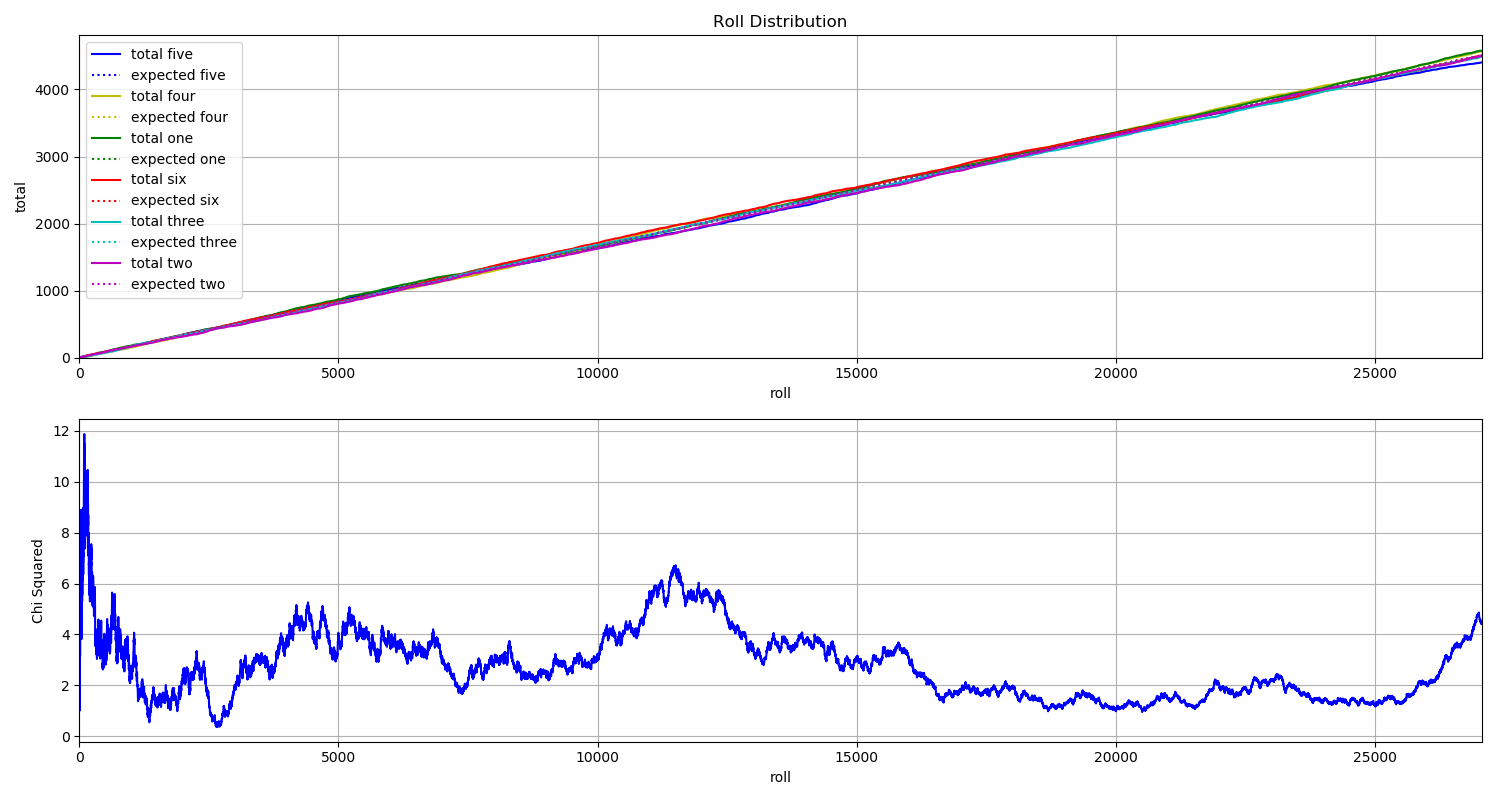 Roll Distribution
total five
expected five
total four
expected four
total one
expected one
total six
expected six
total three
expected three
total two
expected two
4000
3000
2000
1000
0
total
0 5000 10000 15000 20000 25000
roll
12
10
8
6
4
2
0
Chi Squared
0 5000 10000 15000 20000 25000
roll